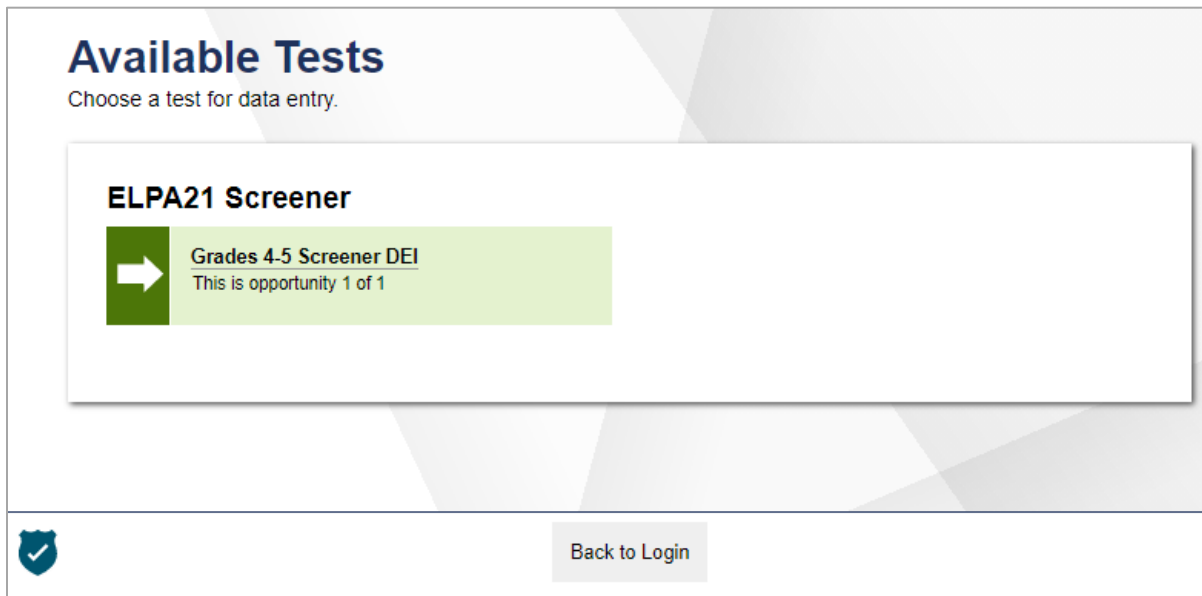 Available Tests
Choose a test for data entry.
ELPA21 Screener
Grades 4-5 Screener DEI
This is opportunity 1 of 1
Back to Login